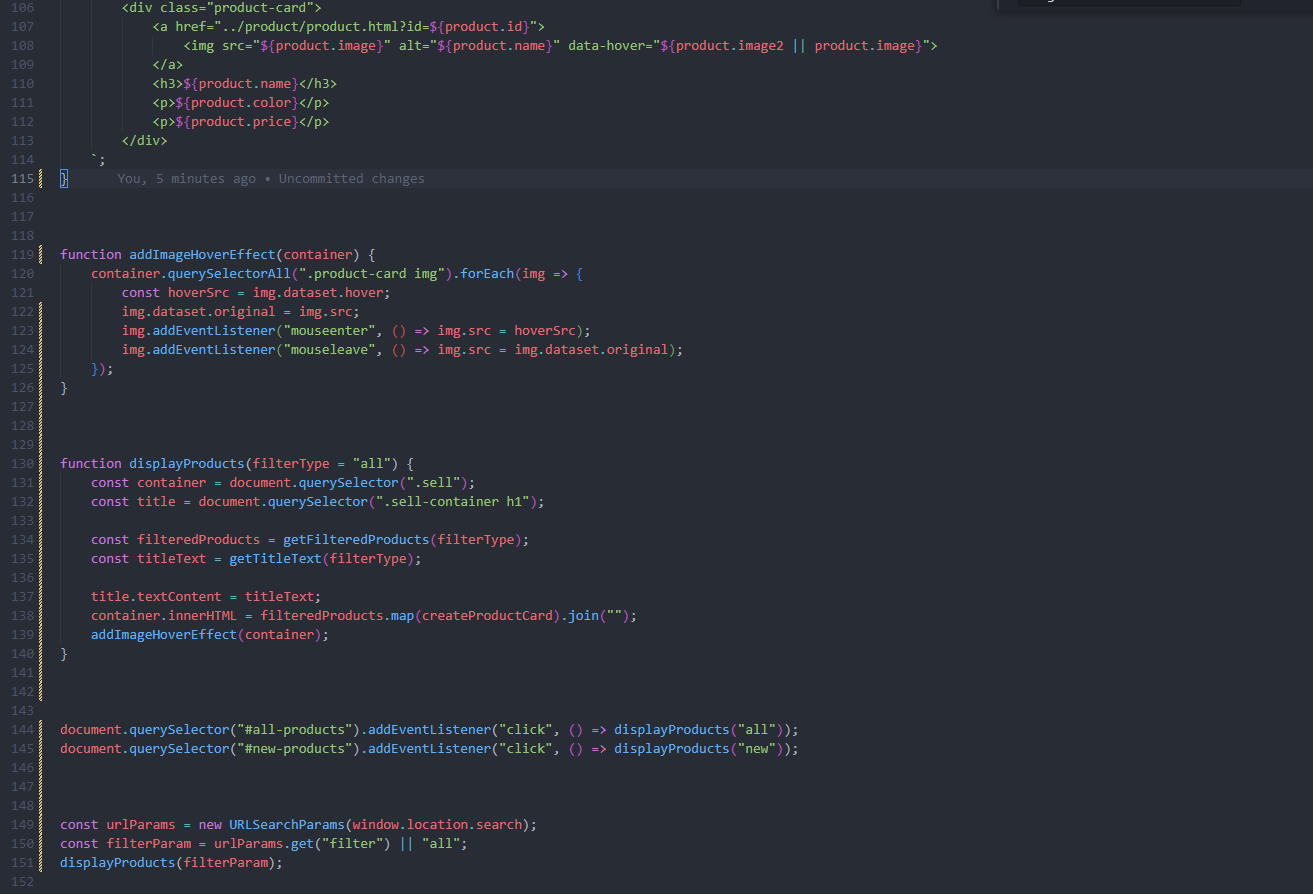 106 <div class="product-card">
107 <a href="../product/product.html?id=${product.id}">
108 <img src="${product.image}" alt="${product.name}" data-hover="${product.image2 || product.image}">
109 </a>
110 <h3>${product.name}</h3>
111 <p>${product.color}</p>
112 <p>${product.price}</p>
113 </div>
114 `;
115 } You, 5 minutes ago • Uncommitted changes
116
117
118
119 function addImageHoverEffect(container) {
120 container.querySelectorAll(".product-card img").forEach(img => {
121 const hoverSrc = img.dataset.hover;
122 img.dataset.original = img.src;
123 img.addEventListener("mouseenter", () => img.src = hoverSrc);
124 img.addEventListener("mouseleave", () => img.src = img.dataset.original);
125 });
126 }
127
128
129
130 function displayProducts(filterType = "all") {
131 const container = document.querySelector(".sell");
132 const title = document.querySelector(".sell-container h1");
133
134 const filteredProducts = getFilteredProducts(filterType);
135 const titleText = getTitleText(filterType);
136
137 title.textContent = titleText;
138 container.innerHTML = filteredProducts.map(createProductCard).join("");
139 addImageHoverEffect(container);
140 }
141
142
143
144 document.querySelector("#all-products").addEventListener("click", () => displayProducts("all"));
145 document.querySelector("#new-products").addEventListener("click", () => displayProducts("new"));
146
147
148
149 const urlParams = new URLSearchParams(window.location.search);
150 const filterParam = urlParams.get("filter") || "all";
151 displayProducts(filterParam);
152